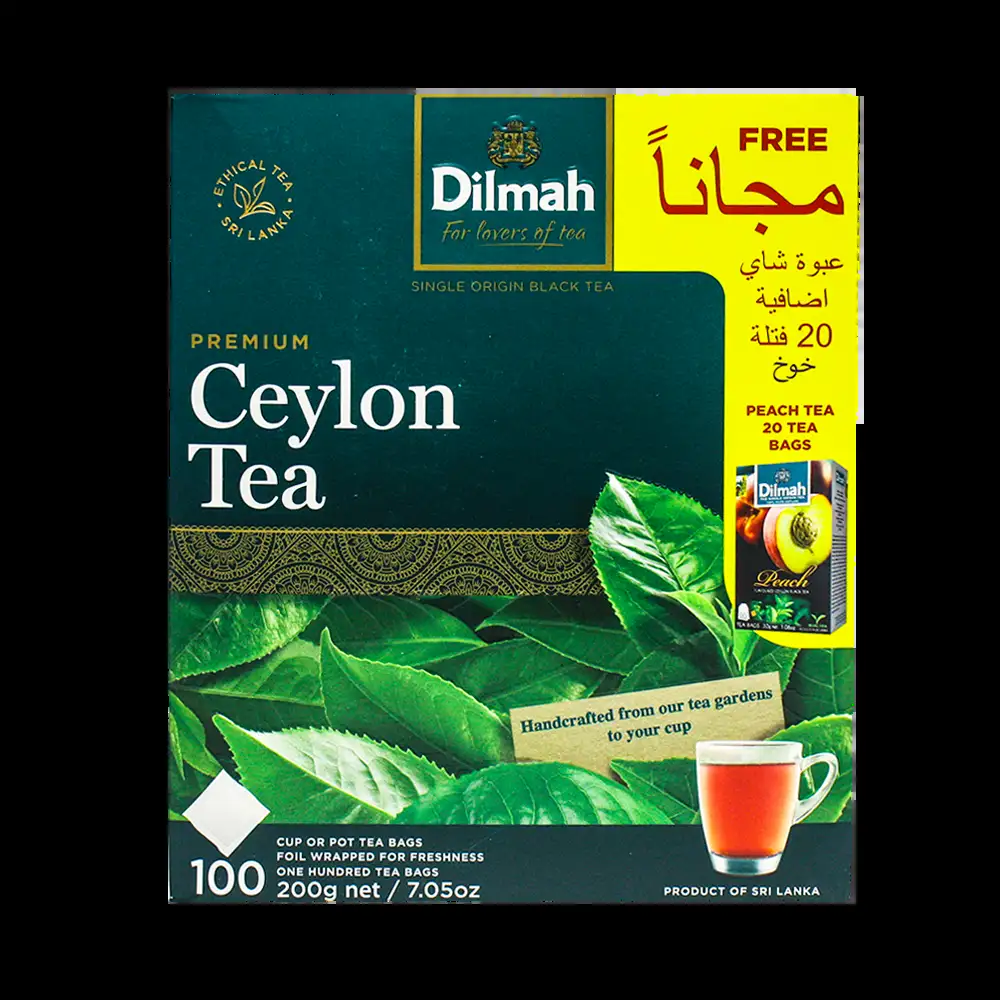 ETHICAL TEA
SRI LANKA
Dilmah
For lovers of tea
SINGLE ORIGIN BLACK TEA
PREMIUM
Ceylon
Tea
FREE
مجاناً
عبوة شاي
اضافية
20 فتلة
خوخ
PEACH TEA
20 TEA
BAGS
Dilmah
Peach
Handcrafted from our tea gardens
to your cup
100
CUP OR POT TEA BAGS
FOIL WRAPPED FOR FRESHNESS
ONE HUNDRED TEA BAGS
200g net / 7.05oz
PRODUCT OF SRI LANKA